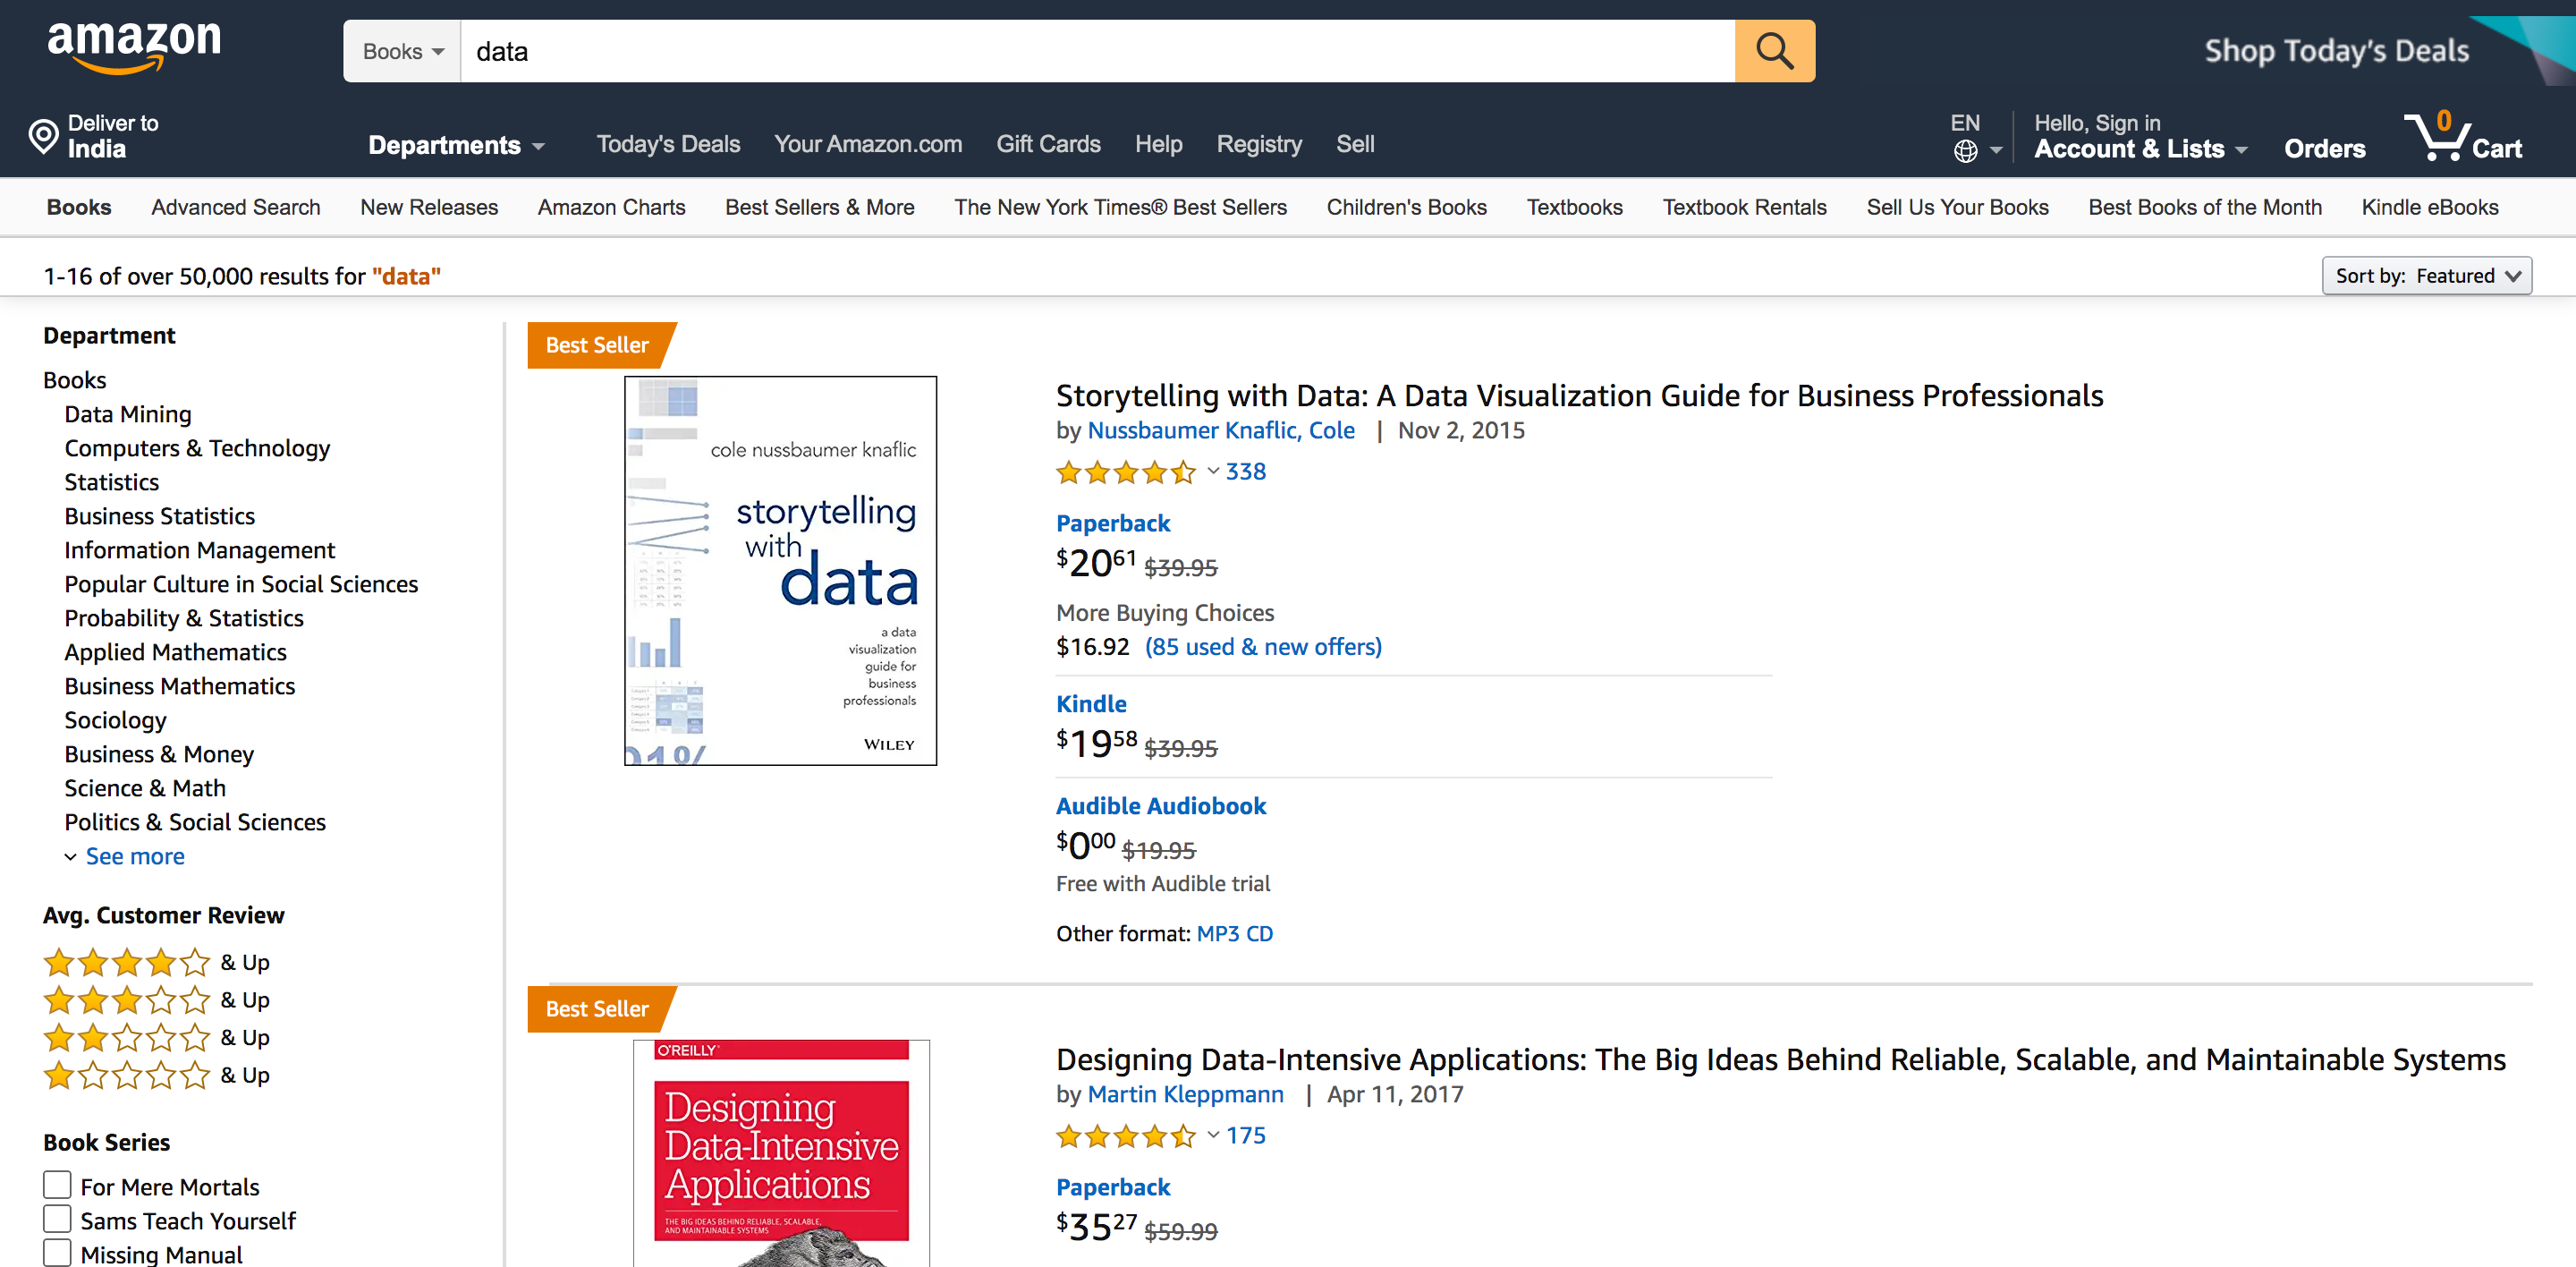 amazon
Books
data
Shop Today's Deals
Deliver to
India
Departments
Today's Deals
Your Amazon.com
Gift Cards
Help
Registry
Sell
EN
Hello, Sign in
Account & Lists
Orders
0
Cart
Books
Advanced Search
New Releases
Amazon Charts
Best Sellers & More
The New York Times® Best Sellers
Children's Books
Textbooks
Textbook Rentals
Sell Us Your Books
Best Books of the Month
Kindle eBooks
1-16 of over 50,000 results for "data"
Sort by: Featured
Department
Books
Data Mining
Computers & Technology
Statistics
Business Statistics
Information Management
Popular Culture in Social Sciences
Probability & Statistics
Applied Mathematics
Business Mathematics
Sociology
Business & Money
Science & Math
Politics & Social Sciences
See more
Avg. Customer Review
& Up
& Up
& Up
& Up
Book Series
For Mere Mortals
Sams Teach Yourself
Missing Manual
Best Seller
cole nussbaumer knaflic
storytelling
with
data
a data
visualization
guide for
business
professionals
WILEY
Storytelling with Data: A Data Visualization Guide for Business Professionals
by Nussbaumer Knaflic, Cole | Nov 2, 2015
338
Paperback
$20.61 $39.95
More Buying Choices
$16.92 (85 used & new offers)
Kindle
$19.58 $39.95
Audible Audiobook
$0.00 $19.95
Free with Audible trial
Other format: MP3 CD
Best Seller
O'REILLY
Designing
Data-Intensive
Applications
THE BIG IDEAS BEHIND RELIABLE, SCALABLE,
AND MAINTAINABLE SYSTEMS
Designing Data-Intensive Applications: The Big Ideas Behind Reliable, Scalable, and Maintainable Systems
by Martin Kleppmann | Apr 11, 2017
175
Paperback
$35.27 $59.99